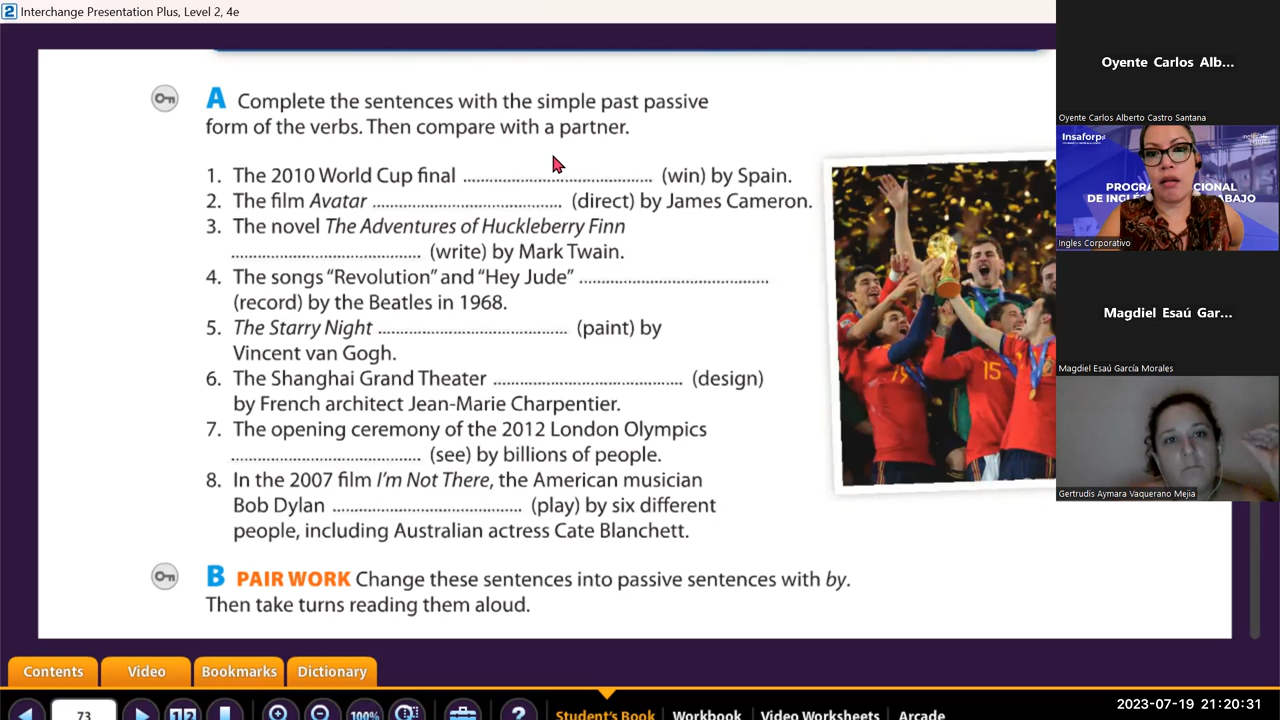 Interchange Presentation Plus, Level 2, 4e
A Complete the sentences with the simple past passive
form of the verbs. Then compare with a partner.
1. The 2010 World Cup final .................................... (win) by Spain.
2. The film Avatar .................................... (direct) by James Cameron.
3. The novel The Adventures of Huckleberry Finn
.................................... (write) by Mark Twain.
4. The songs “Revolution” and “Hey Jude” ....................................
(record) by the Beatles in 1968.
5. The Starry Night .................................... (paint) by
Vincent van Gogh.
6. The Shanghai Grand Theater .................................... (design)
by French architect Jean-Marie Charpentier.
7. The opening ceremony of the 2012 London Olympics
.................................... (see) by billions of people.
8. In the 2007 film I’m Not There, the American musician
Bob Dylan .................................... (play) by six different
people, including Australian actress Cate Blanchett.
B PAIR WORK Change these sentences into passive sentences with by.
Then take turns reading them aloud.
15
Oyente Carlos Alb...
Oyente Carlos Alberto Castro Santana
Insaforp
Ingles Corporativo
Magdiel Esaú Gar...
Magdiel Esaú García Morales
Gertrudis Aymara Vaquerano Mejia
Contents Video Bookmarks Dictionary
73 1 2 100% ? Student's Book Workbook Video Worksheets Arcade
2023-07-19 21:20:31